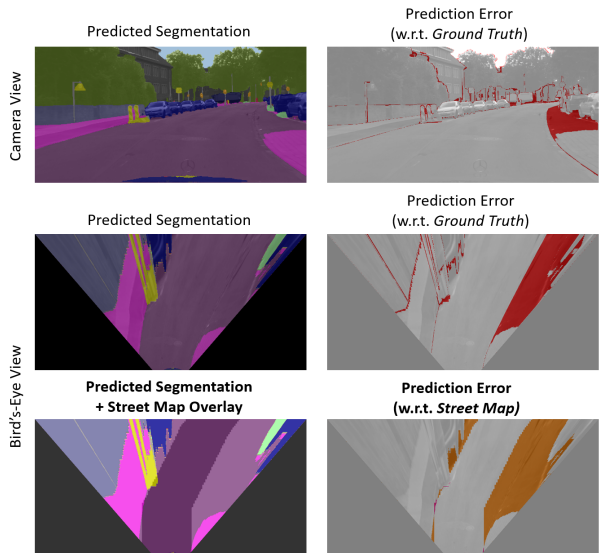 Predicted Segmentation
Prediction Error
(w.r.t. Ground Truth)
Camera View
Predicted Segmentation
Prediction Error
(w.r.t. Ground Truth)
Bird's-Eye View
Predicted Segmentation
+ Street Map Overlay
Prediction Error
(w.r.t. Street Map)